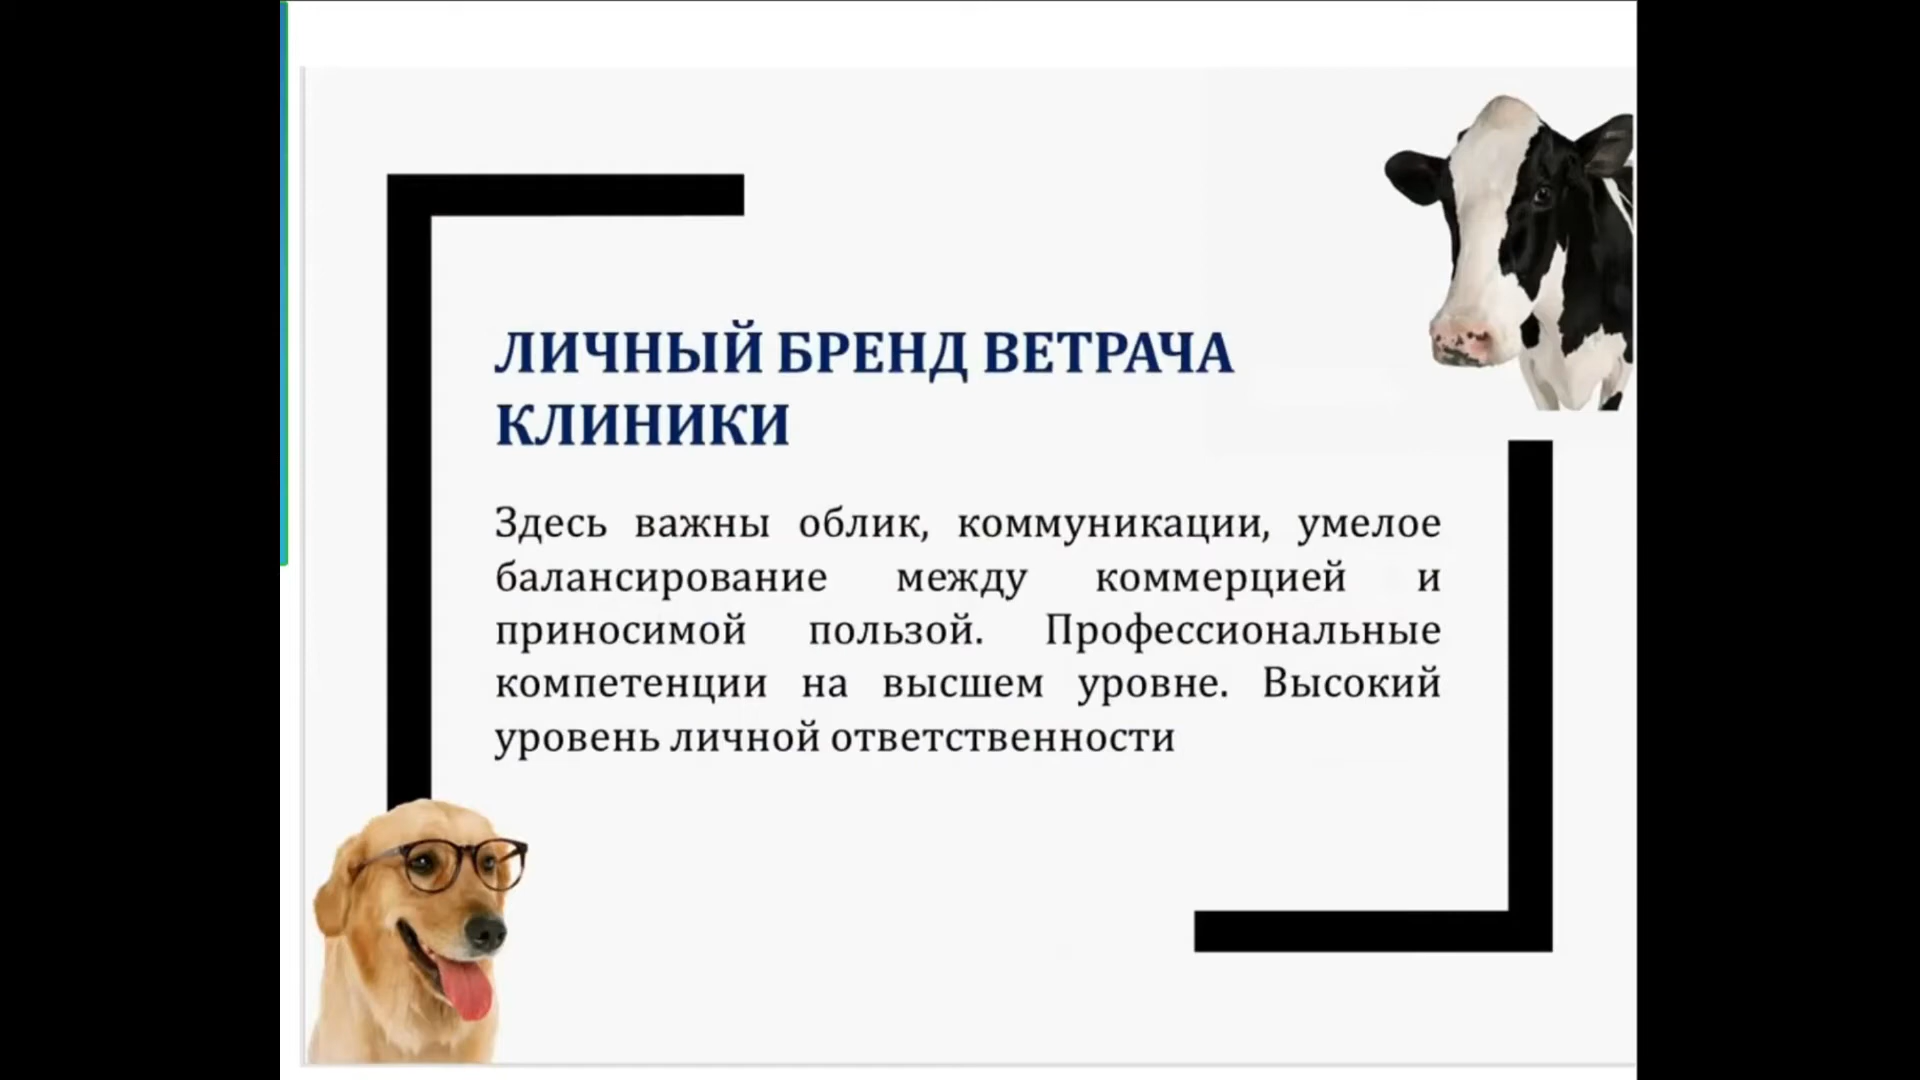 ЛИЧНЫЙ БРЕНД ВЕТРАЧА
КЛИНИКИ
Здесь важны облик, коммуникации, умелое
балансирование между коммерцией и
приносимой пользой. Профессиональные
компетенции на высшем уровне. Высокий
уровень личной ответственности